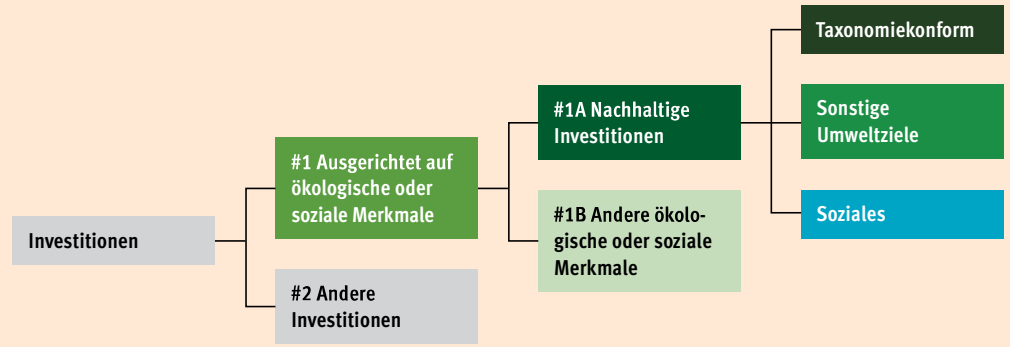 Investitionen
#1 Ausgerichtet auf
ökologische oder
soziale Merkmale
#2 Andere
Investitionen
#1A Nachhaltige
Investitionen
#1B Andere ökolo-
gische oder soziale
Merkmale
Taxonomiekonform
Sonstige
Umweltziele
Soziales